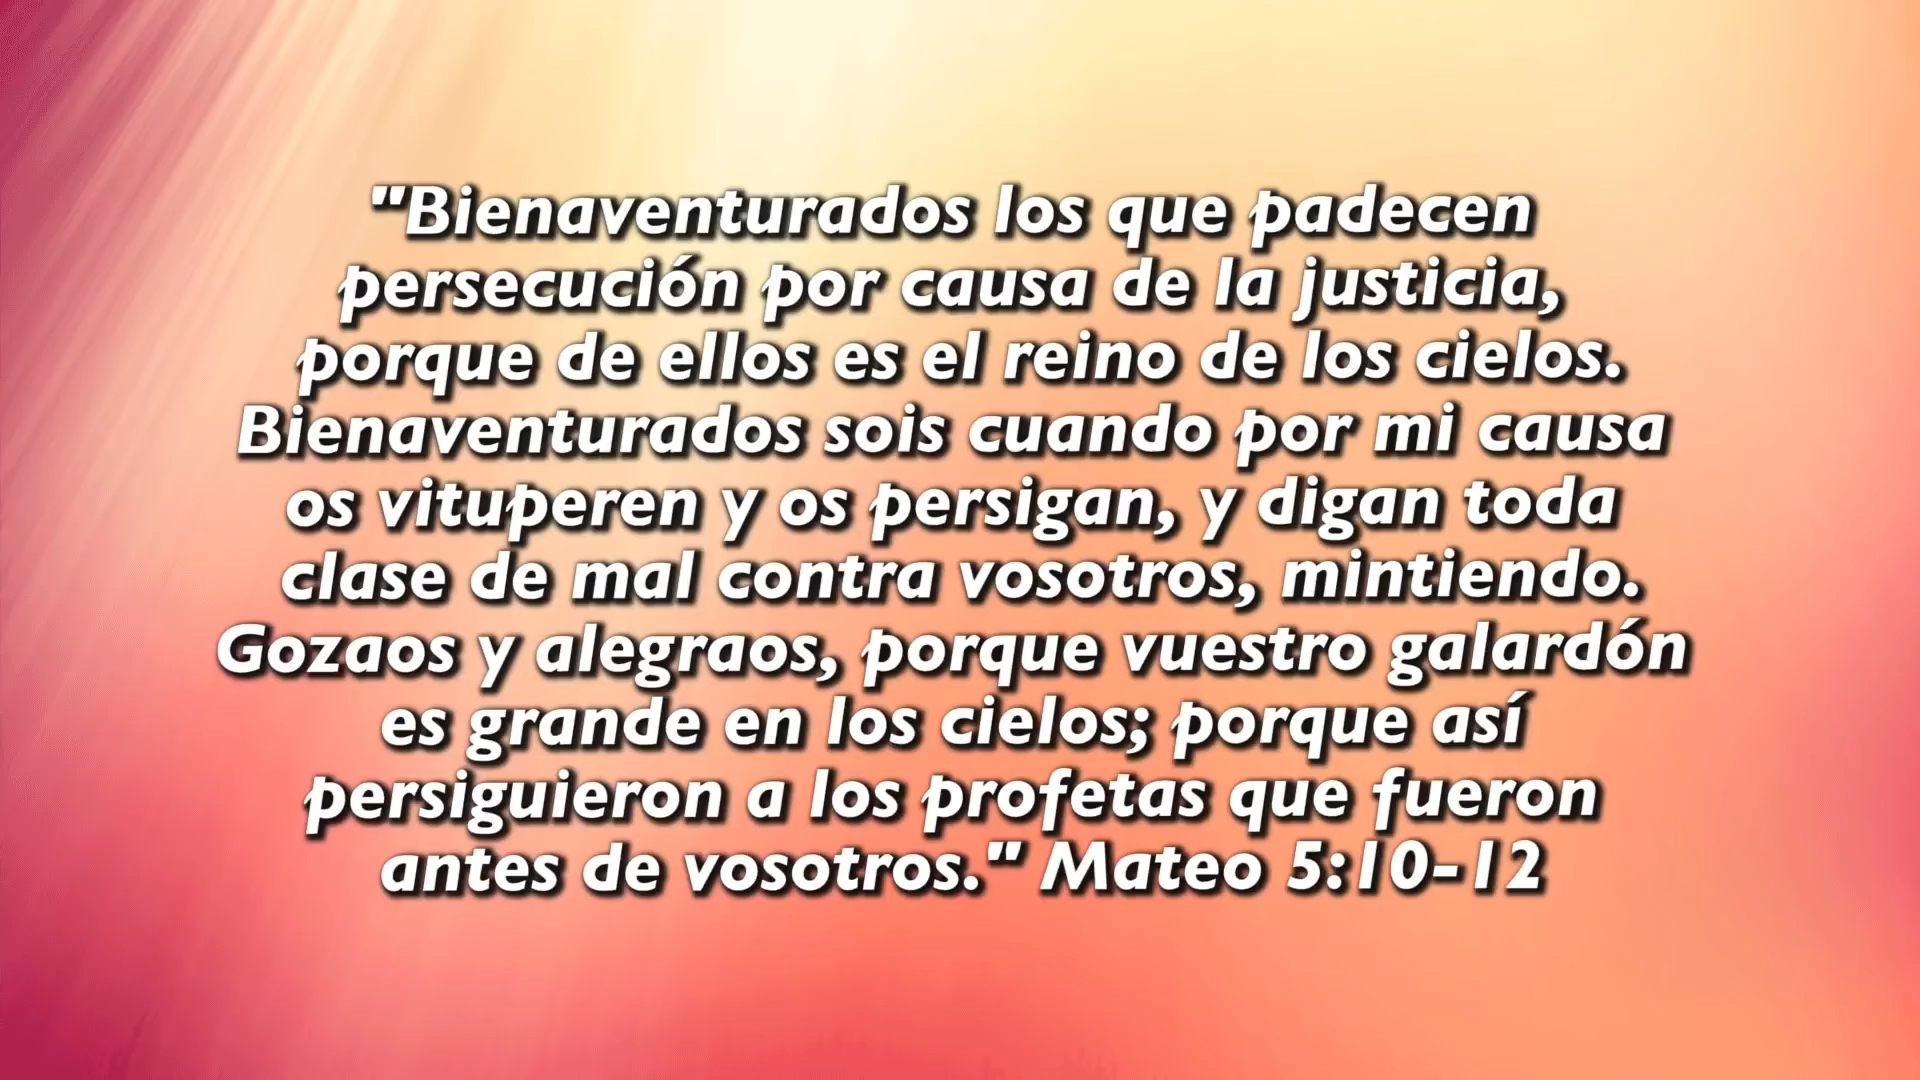 "Bienaventurados los que padecen
persecución por causa de la justicia,
porque de ellos es el reino de los cielos.
Bienaventurados sois cuando por mi causa
os vituperen y os persigan, y digan toda
clase de mal contra vosotros, mintiendo.
Gozaos y alegraos, porque vuestro galardón
es grande en los cielos; porque así
persiguieron a los profetas que fueron
antes de vosotros." Mateo 5:10-12